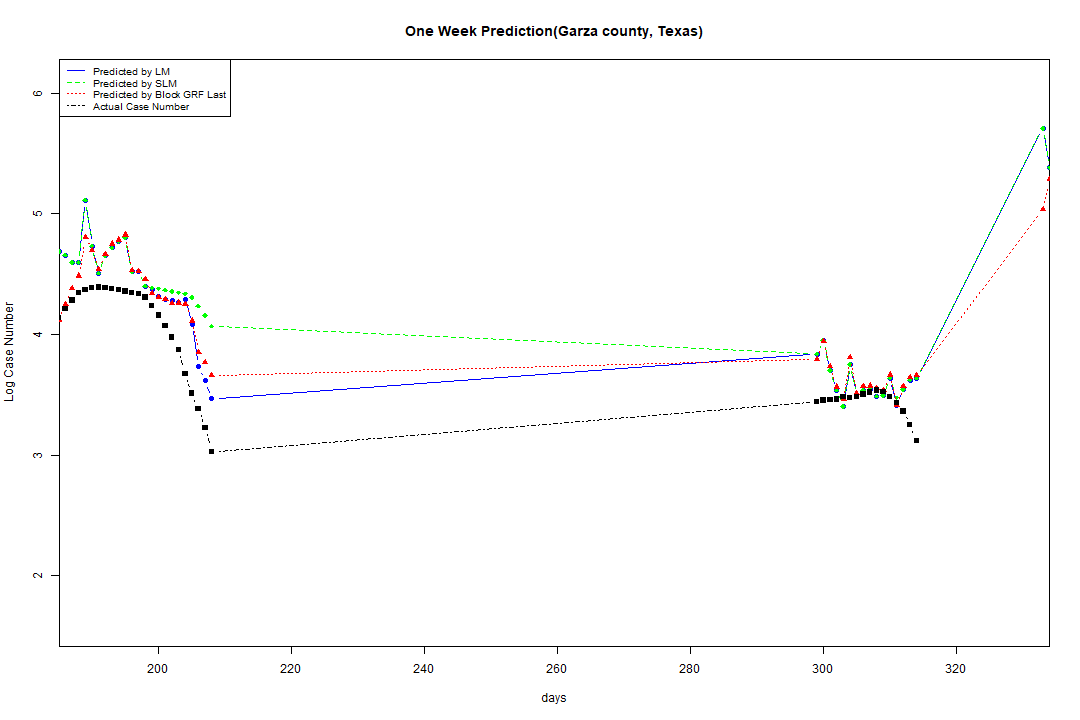 One Week Prediction(Garza county, Texas)
Predicted by LM
Predicted by SLM
Predicted by Block GRF Last
Actual Case Number
6
5
4
3
2
Log Case Number
200 220 240 260 280 300 320
days